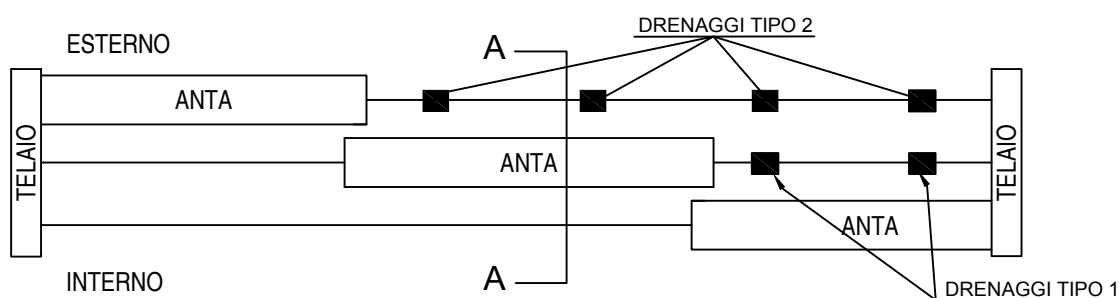 DRENAGGI TIPO 2
ESTERNO
A
ANTA
TELAIO
ANTA
TELAIO
ANTA
A
INTERNO
DRENAGGI TIPO 1